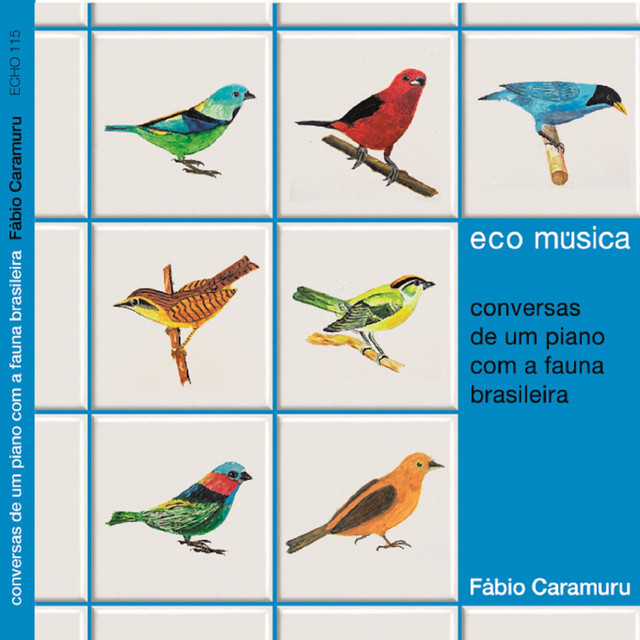 conversas de um piano com a fauna brasileira Fábio Caramuru ECHO 115
eco música
conversas
de um piano
com a fauna
brasileira
Fábio Caramuru